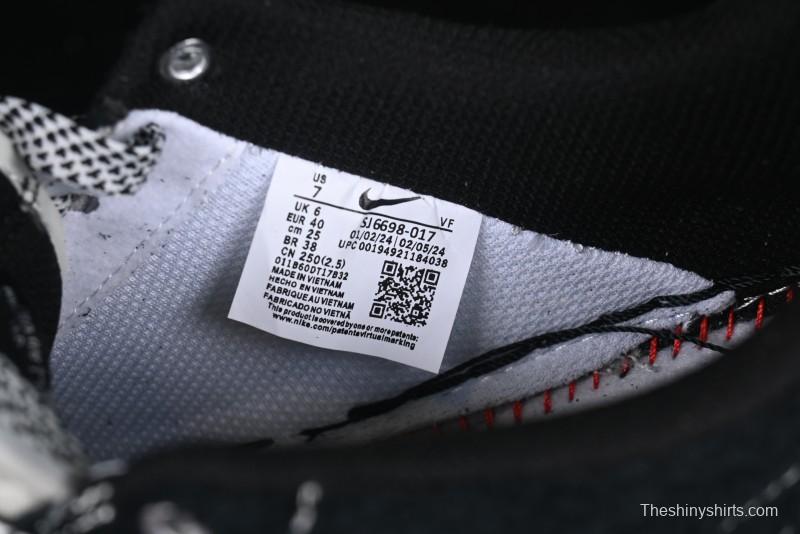 US
7
VF
UK 6
EUR 40
cm 25
BR 38
CN 250(2.5)
SJ6698-017
01/02/24 | 02/05/24
UPC 00194921184038
011B60DT17B32
MADE IN VIETNAM
HECHO EN VIETNAM
FABRIQUE AU VIETNAM
FABRICADO NO VIETNÃ
This product is covered by one or more patents:
www.nike.com/patentsvirtualmarking
Theshinyshirts.com